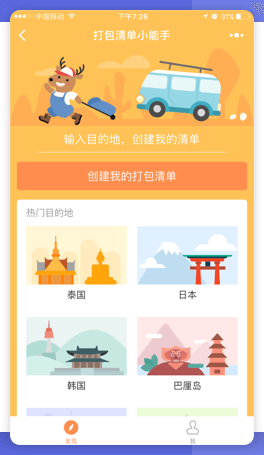 中国移动 下午7:26 31%
打包清单小能手
输入目的地，创建我的清单
创建我的打包清单
热门目的地
泰国 日本
韩国 巴厘岛
发现 我